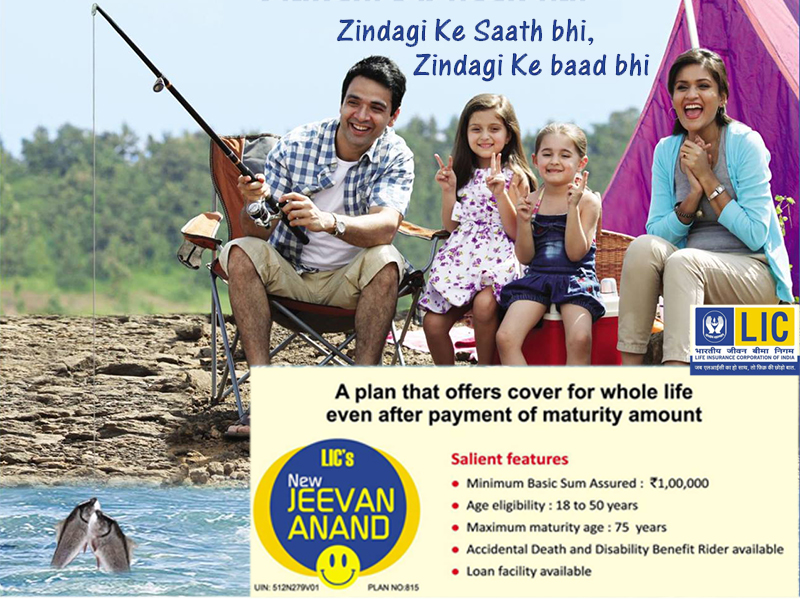 Zindagi Ke Saath bhi,
Zindagi Ke baad bhi
LIC
भारतीय जीवन बीमा निगम
LIFE INSURANCE CORPORATION OF INDIA
जब एलआईसी का हो साथ, तो फ़िक्र की छोड़ो बात.
A plan that offers cover for whole life
even after payment of maturity amount
LIC's
New
JEEVAN
ANAND
UIN: 512N279V01 PLAN NO:815
Salient features
• Minimum Basic Sum Assured : ₹1,00,000
• Age eligibility : 18 to 50 years
• Maximum maturity age : 75 years
• Accidental Death and Disability Benefit Rider available
• Loan facility available